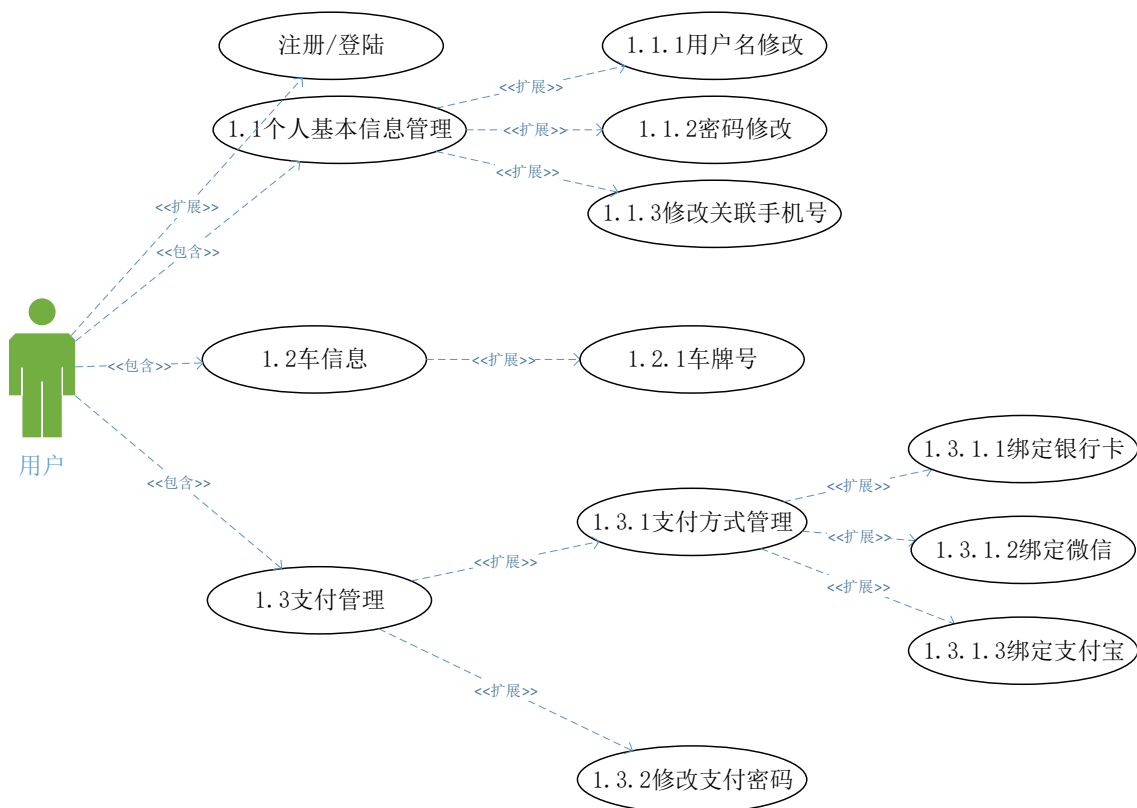 注册/登陆
1.1.1用户名修改
<<扩展>>
1.1个人基本信息管理
<<扩展>>
1.1.2密码修改
<<扩展>>
1.1.3修改关联手机号
<<扩展>>
<<包含>>
<<包含>>
1.2车信息
<<扩展>>
1.2.1车牌号
用户
<<包含>>
1.3.1.1绑定银行卡
<<扩展>>
1.3.1支付方式管理
<<扩展>>
1.3.1.2绑定微信
<<扩展>>
<<扩展>>
1.3支付管理
1.3.1.3绑定支付宝
<<扩展>>
1.3.2修改支付密码